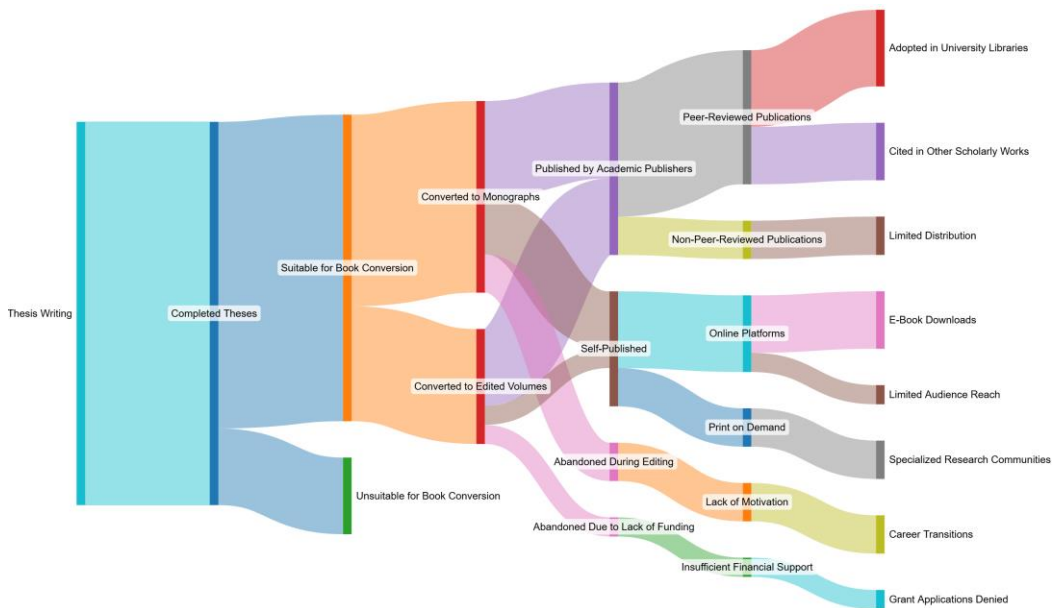 Thesis Writing
Completed Theses
Suitable for Book Conversion
Unsuitable for Book Conversion
Converted to Monographs
Converted to Edited Volumes
Published by Academic Publishers
Self-Published
Abandoned During Editing
Abandoned Due to Lack of Funding
Peer-Reviewed Publications
Non-Peer-Reviewed Publications
Online Platforms
Print on Demand
Lack of Motivation
Insufficient Financial Support
Adopted in University Libraries
Cited in Other Scholarly Works
Limited Distribution
E-Book Downloads
Limited Audience Reach
Specialized Research Communities
Career Transitions
Grant Applications Denied